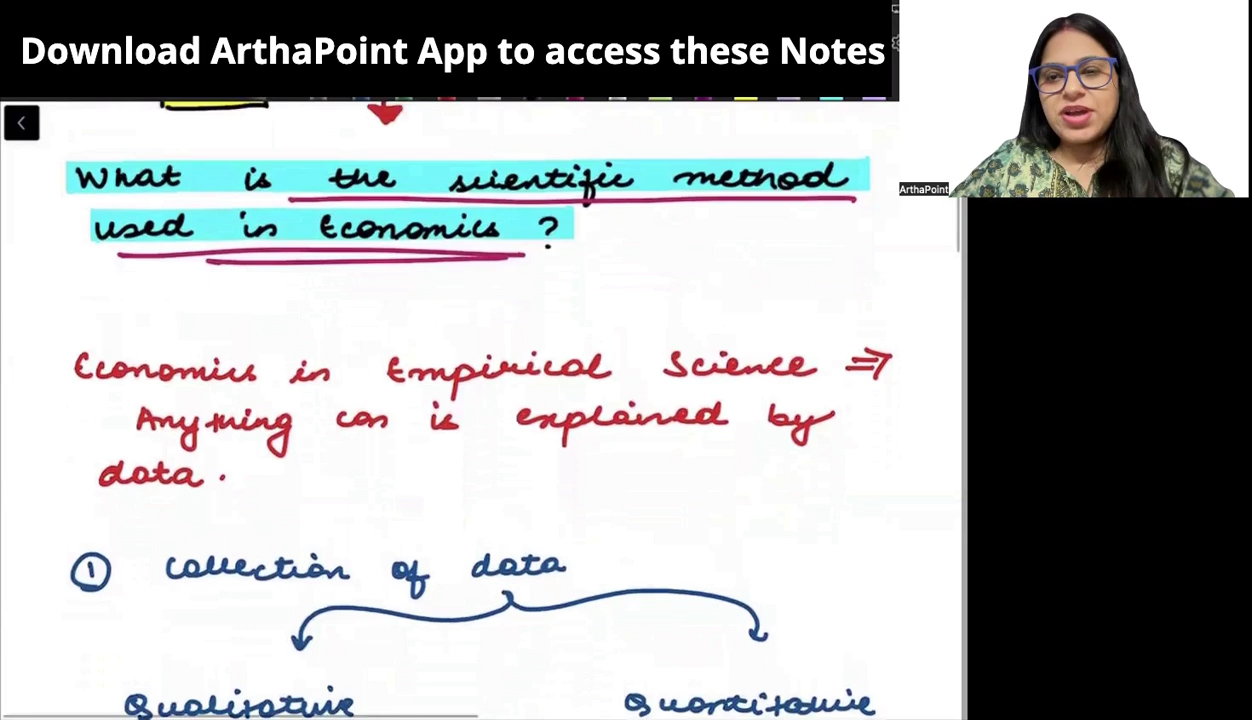 Download ArthaPoint App to access these Notes
ArthaPoint
What is the scientific method
used in Economics ?
Economics in Empirical Science ⇒
Anything can is explained by
data.
① Collection of data
Qualitative Quantitative